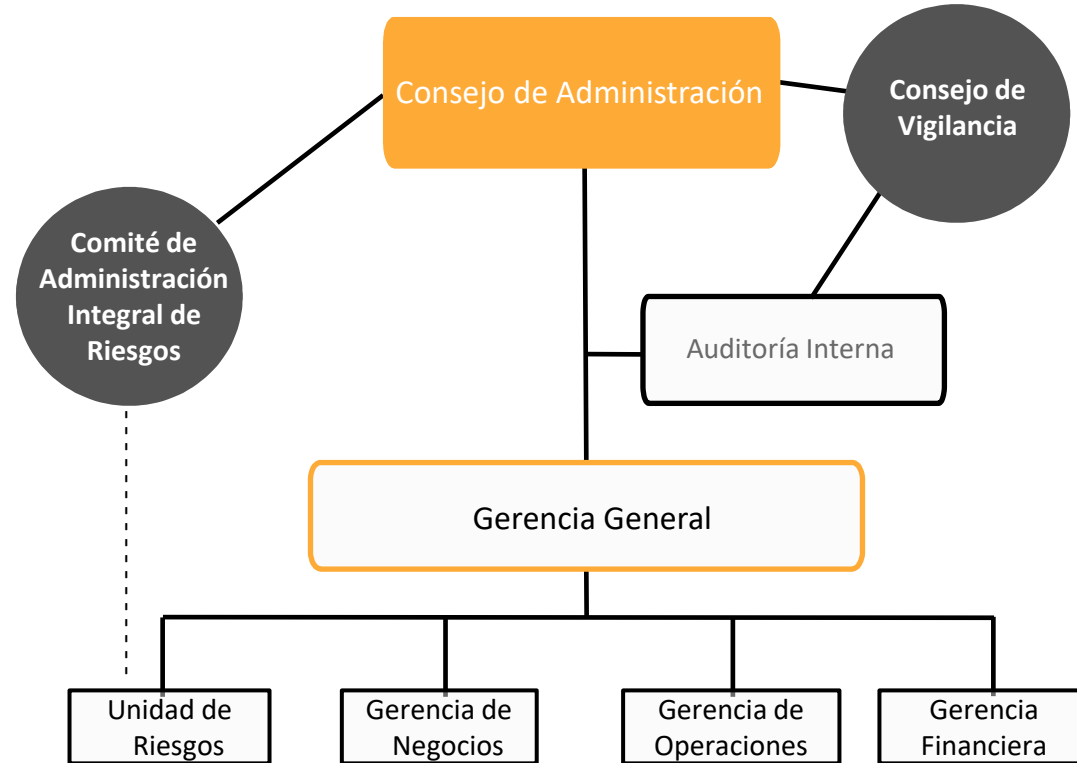 Consejo de Administración
Consejo de
Vigilancia
Comité de
Administración
Integral de
Riesgos
Auditoría Interna
Gerencia General
Unidad de
Riesgos
Gerencia de
Negocios
Gerencia de
Operaciones
Gerencia
Financiera